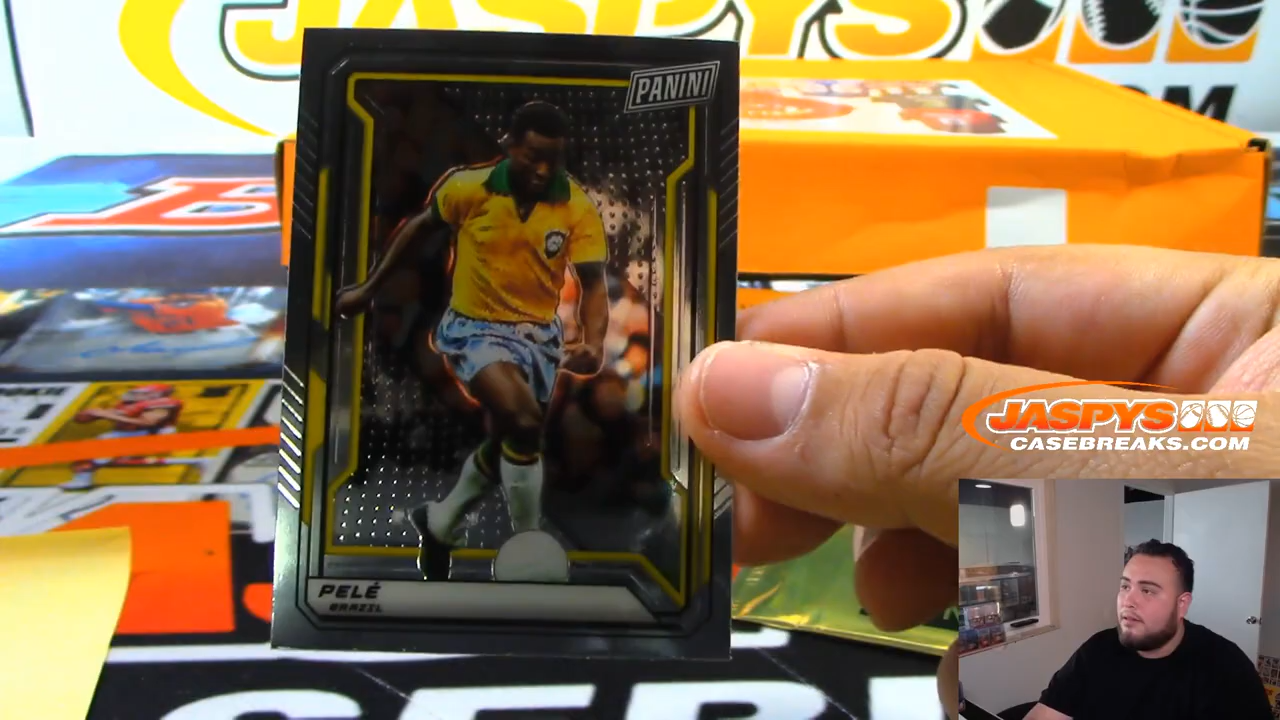 JASPYS
PANINI
JASPYS
CASEBREAKS.COM
PELÉ
BRAZIL